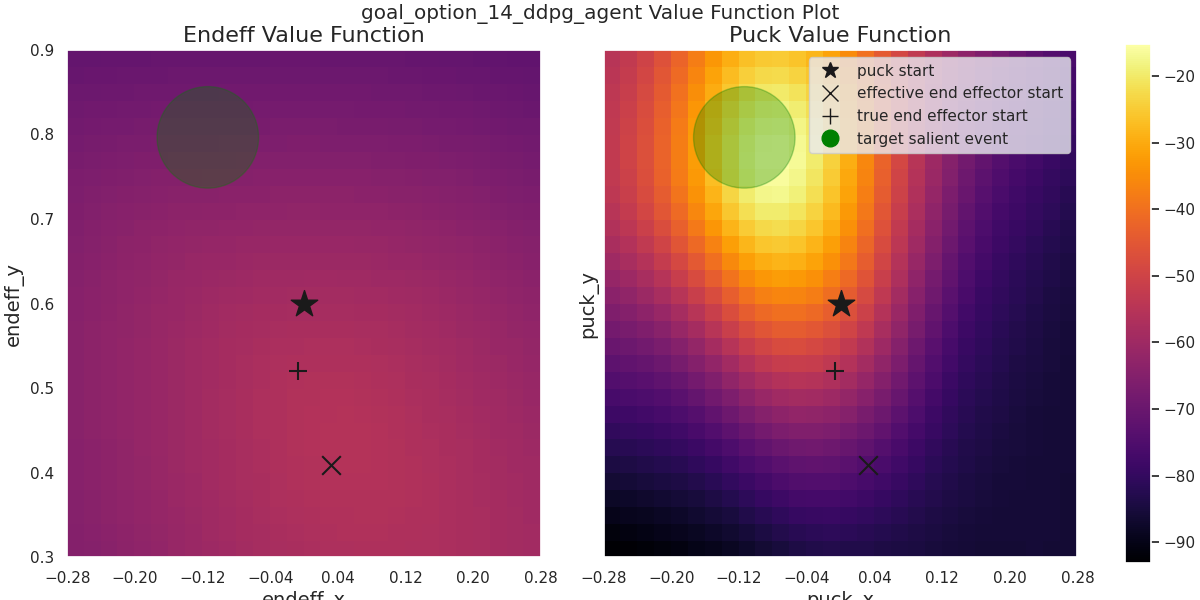 goal_option_14_ddpg_agent Value Function Plot
Endeff Value Function
Puck Value Function
0.9
0.8
0.7
0.6
0.5
0.4
0.3
endeff_y
−0.28 −0.20 −0.12 −0.04 0.04 0.12 0.20 0.28
endeff_x
puck_y
puck start
effective end effector start
true end effector start
target salient event
−0.28 −0.20 −0.12 −0.04 0.04 0.12 0.20 0.28
puck_x
−20
−30
−40
−50
−60
−70
−80
−90